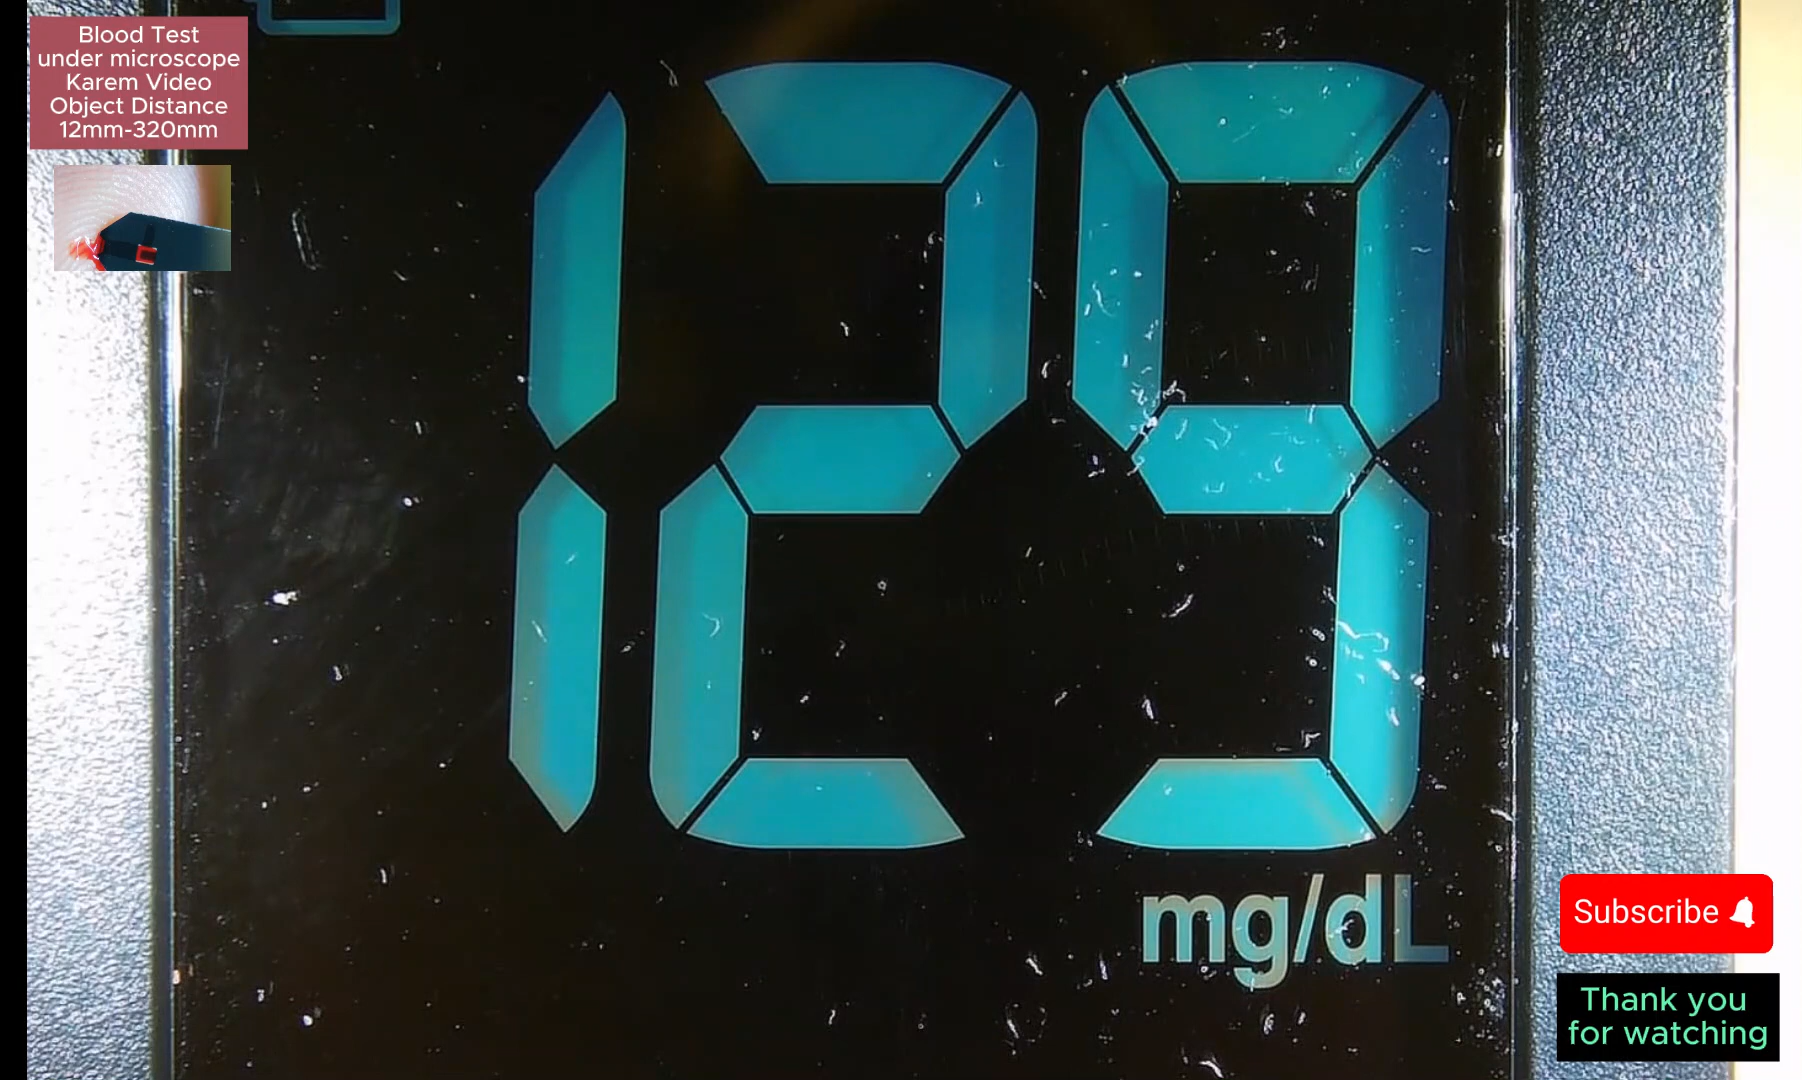 Blood Test
under microscope
Karem Video
Object Distance
12mm-320mm
129
mg/dL
Subscribe
Thank you
for watching